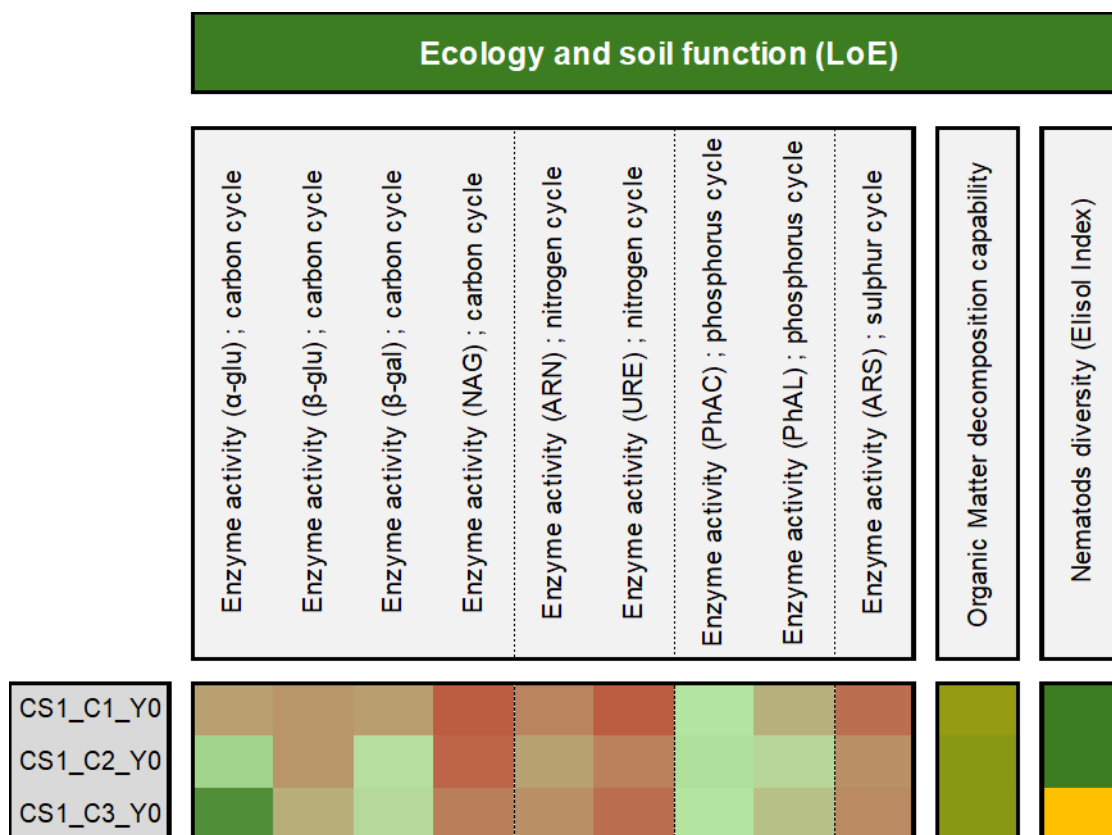 Ecology and soil function (LoE)
Enzyme activity (α-glu) ; carbon cycle
Enzyme activity (β-glu) ; carbon cycle
Enzyme activity (β-gal) ; carbon cycle
Enzyme activity (NAG) ; carbon cycle
Enzyme activity (ARN) ; nitrogen cycle
Enzyme activity (URE) ; nitrogen cycle
Enzyme activity (PhAC) ; phosphorus cycle
Enzyme activity (PhAL) ; phosphorus cycle
Enzyme activity (ARS) ; sulphur cycle
Organic Matter decomposition capability
Nematods diversity (Elisol Index)
CS1_C1_Y0
CS1_C2_Y0
CS1_C3_Y0